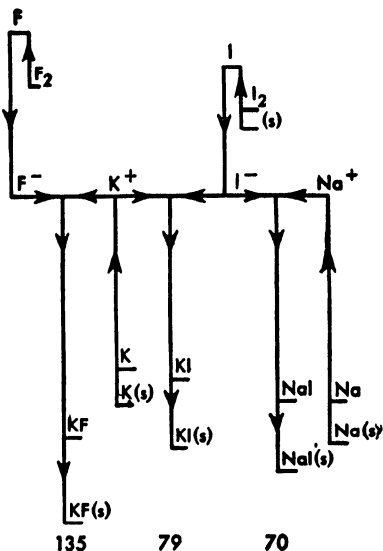 F
I
F2
I2
(s)
F- K+ I- Na+
K
KI
NaI
Na
K(s)
Na(s)
KF
KI(s)
NaI(s)
KF(s)
135 79 70